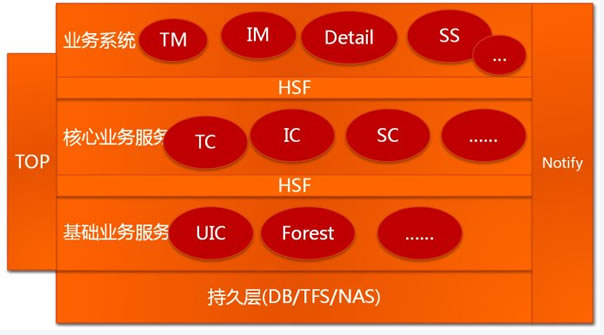 业务系统
TM
IM
Detail
SS
...
HSF
TOP
核心业务服务
TC
IC
SC
......
Notify
HSF
基础业务服务
UIC
Forest
......
持久层(DB/TFS/NAS)